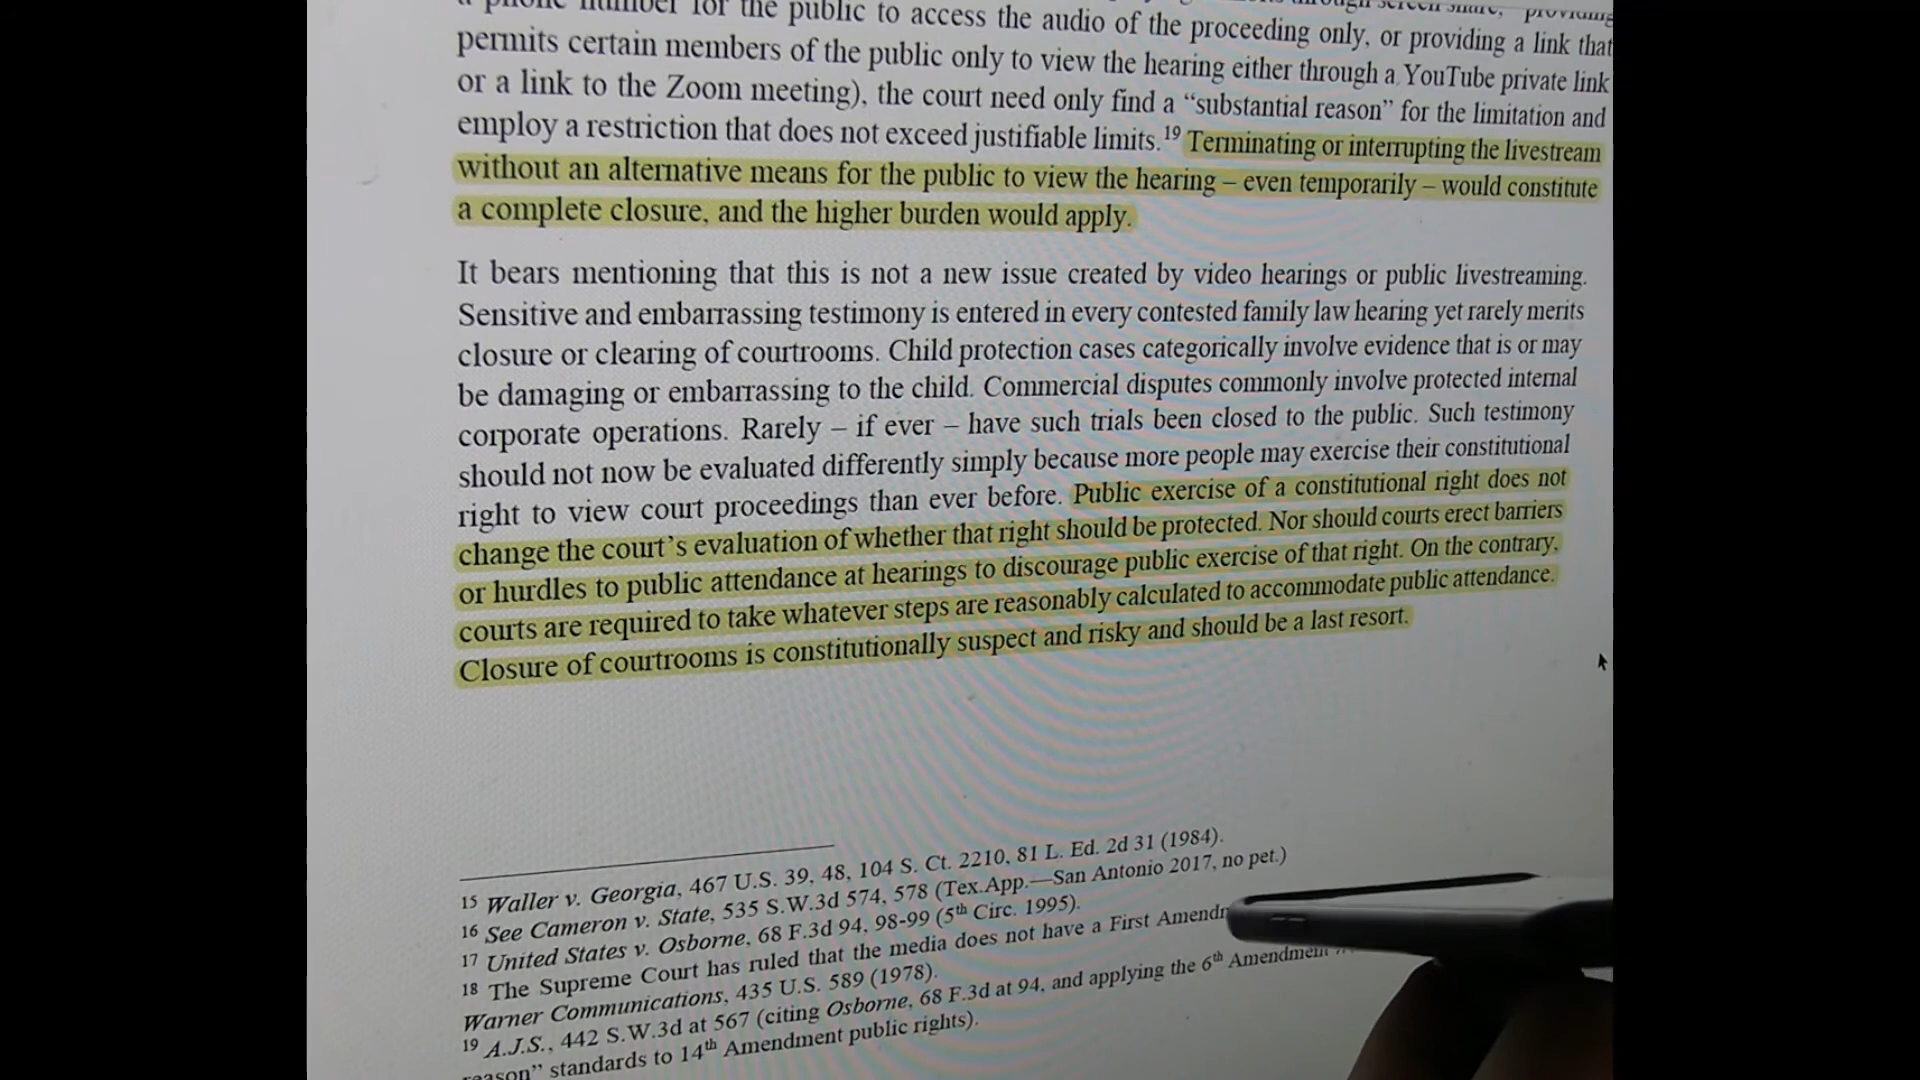 a phone number for the public to access the audio of the proceeding only, or providing a link that
permits certain members of the public only to view the hearing either through a YouTube private link
or a link to the Zoom meeting), the court need only find a “substantial reason” for the limitation and
employ a restriction that does not exceed justifiable limits.19 Terminating or interrupting the livestream
without an alternative means for the public to view the hearing – even temporarily – would constitute
a complete closure, and the higher burden would apply.
It bears mentioning that this is not a new issue created by video hearings or public livestreaming.
Sensitive and embarrassing testimony is entered in every contested family law hearing yet rarely merits
closure or clearing of courtrooms. Child protection cases categorically involve evidence that is or may
be damaging or embarrassing to the child. Commercial disputes commonly involve protected internal
corporate operations. Rarely – if ever – have such trials been closed to the public. Such testimony
should not now be evaluated differently simply because more people may exercise their constitutional
right to view court proceedings than ever before. Public exercise of a constitutional right does not
change the court’s evaluation of whether that right should be protected. Nor should courts erect barriers
or hurdles to public attendance at hearings to discourage public exercise of that right. On the contrary,
courts are required to take whatever steps are reasonably calculated to accommodate public attendance.
Closure of courtrooms is constitutionally suspect and risky and should be a last resort.
15 Waller v. Georgia, 467 U.S. 39, 48, 104 S. Ct. 2210, 81 L. Ed. 2d 31 (1984).
16 See Cameron v. State, 535 S.W.3d 574, 578 (Tex.App.—San Antonio 2017, no pet.)
17 United States v. Osborne, 68 F.3d 94, 98-99 (5th Circ. 1995).
18 The Supreme Court has ruled that the media does not have a First
Warner Communications, 435 U.S. 589 (1978).
19 A.J.S., 442 S.W.3d at 567 (citing Osborne, 68 F.3d at 94, and applying the 6th Amendment
standards to 14th Amendment public rights).